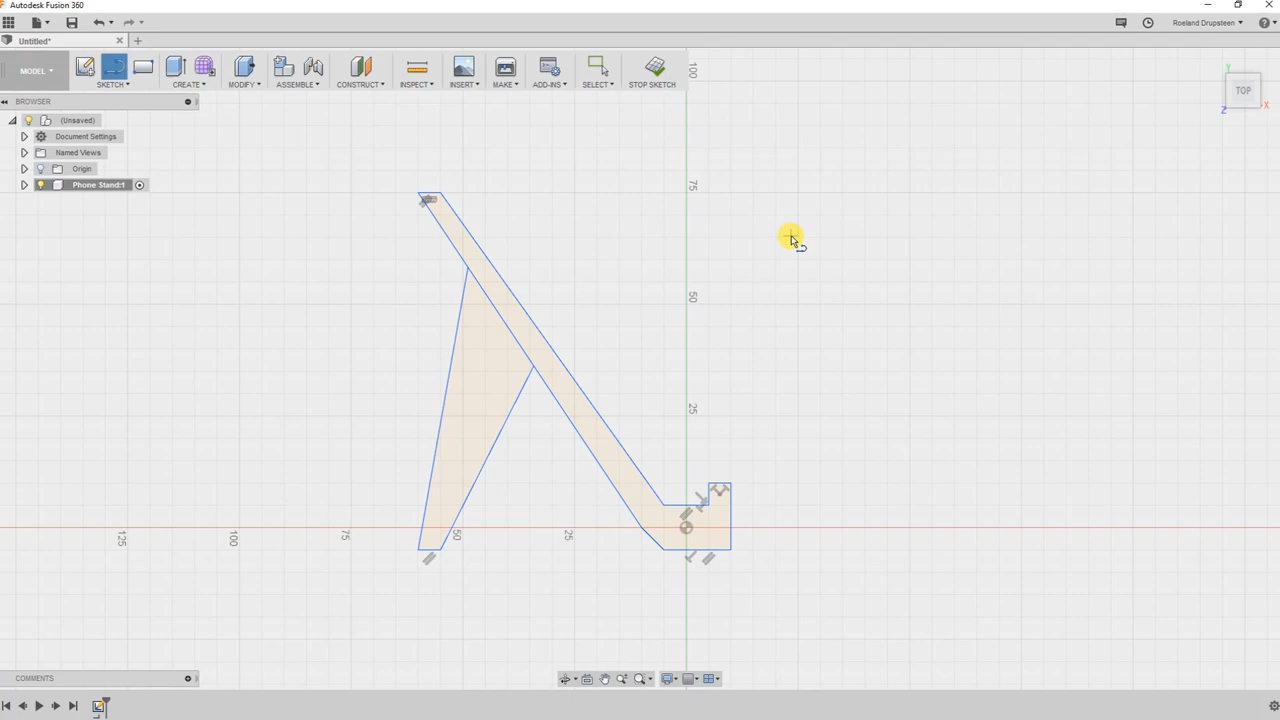 Autodesk Fusion 360
Roeland Drupsteen
Untitled*
MODEL
SKETCH
CREATE
MODIFY
ASSEMBLE
CONSTRUCT
INSPECT
INSERT
MAKE
ADD-INS
SELECT
STOP SKETCH
BROWSER
(Unsaved)
Document Settings
Named Views
Origin
Phone Stand:1
TOP
Y
X
Z
100
75
50
25
125
100
75
50
25
COMMENTS